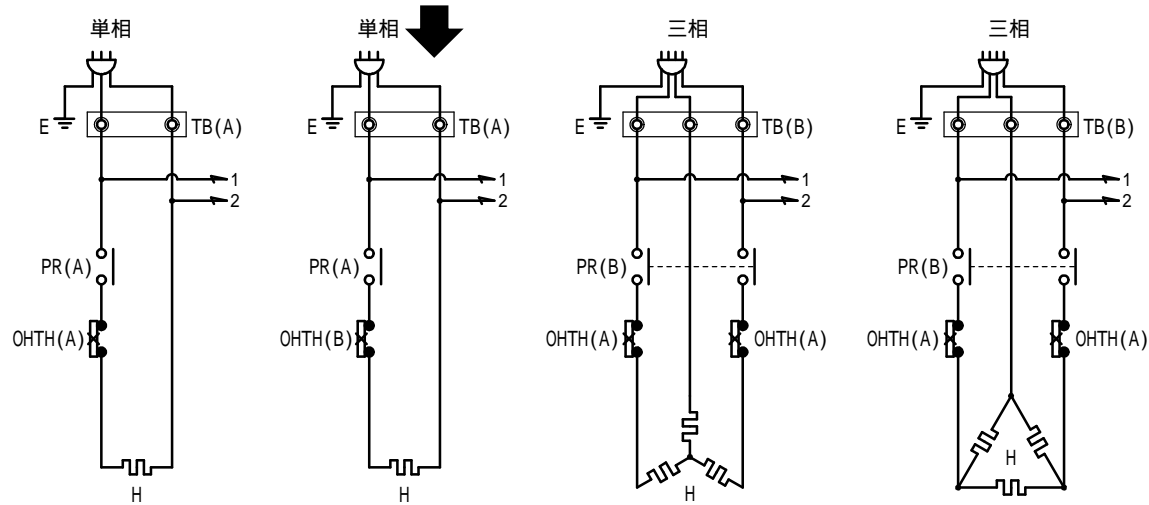 単相
E
TB(A)
1
2
PR(A)
OHTH(A)
H
単相
E
TB(A)
1
2
PR(A)
OHTH(B)
H
三相
E
TB(B)
1
2
PR(B)
OHTH(A)
OHTH(A)
H
三相
E
TB(B)
1
2
PR(B)
OHTH(A)
OHTH(A)
H